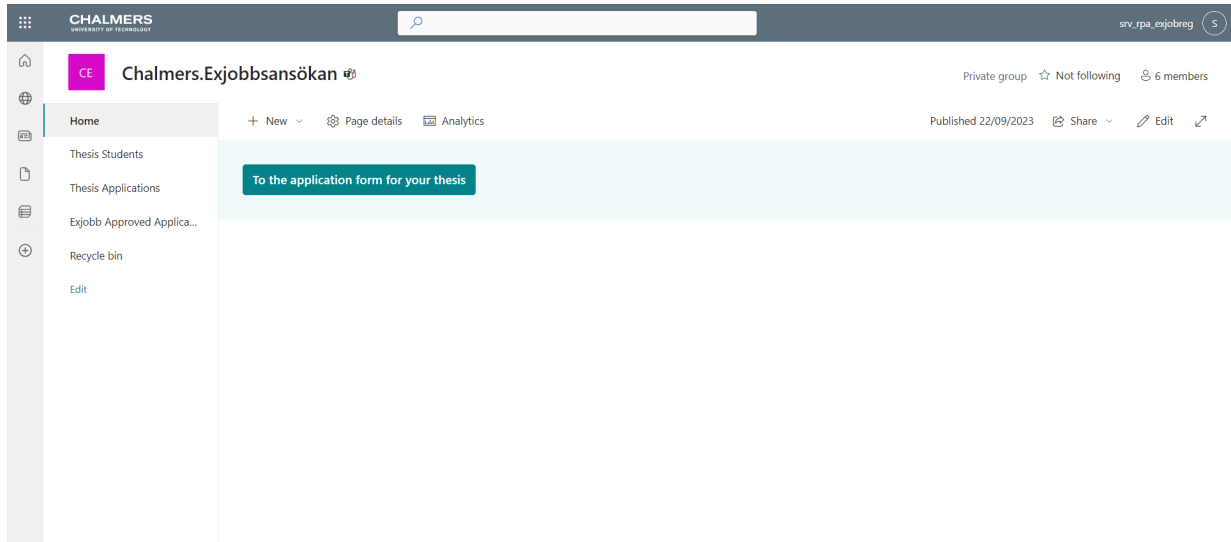 CHALMERS
UNIVERSITY OF TECHNOLOGY
srv_rpa_exjobreg
S
CE
Chalmers.Exjobbsansökan
Private group
Not following
6 members
Home
New
Page details
Analytics
Published 22/09/2023
Share
Edit
Thesis Students
To the application form for your thesis
Thesis Applications
Exjobb Approved Applica...
Recycle bin
Edit